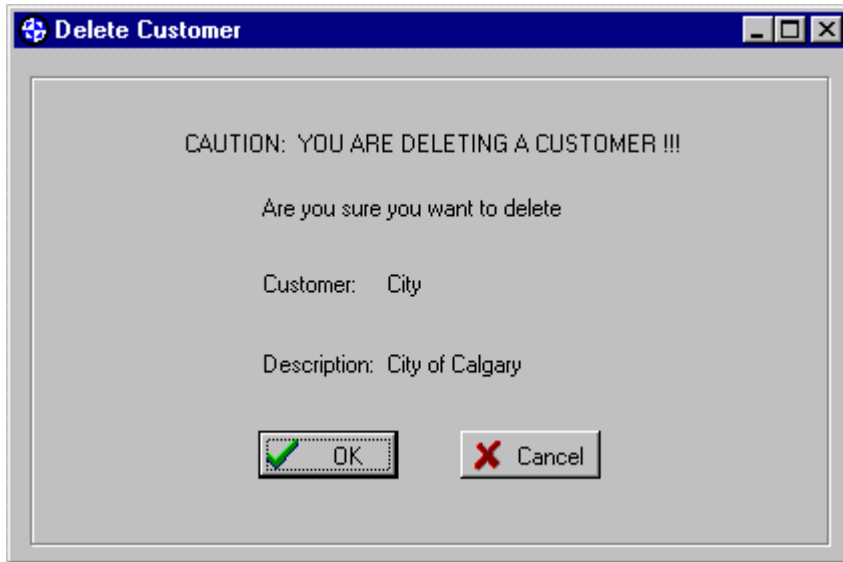 Delete Customer
CAUTION: YOU ARE DELETING A CUSTOMER !!!
Are you sure you want to delete
Customer: City
Description: City of Calgary
OK Cancel